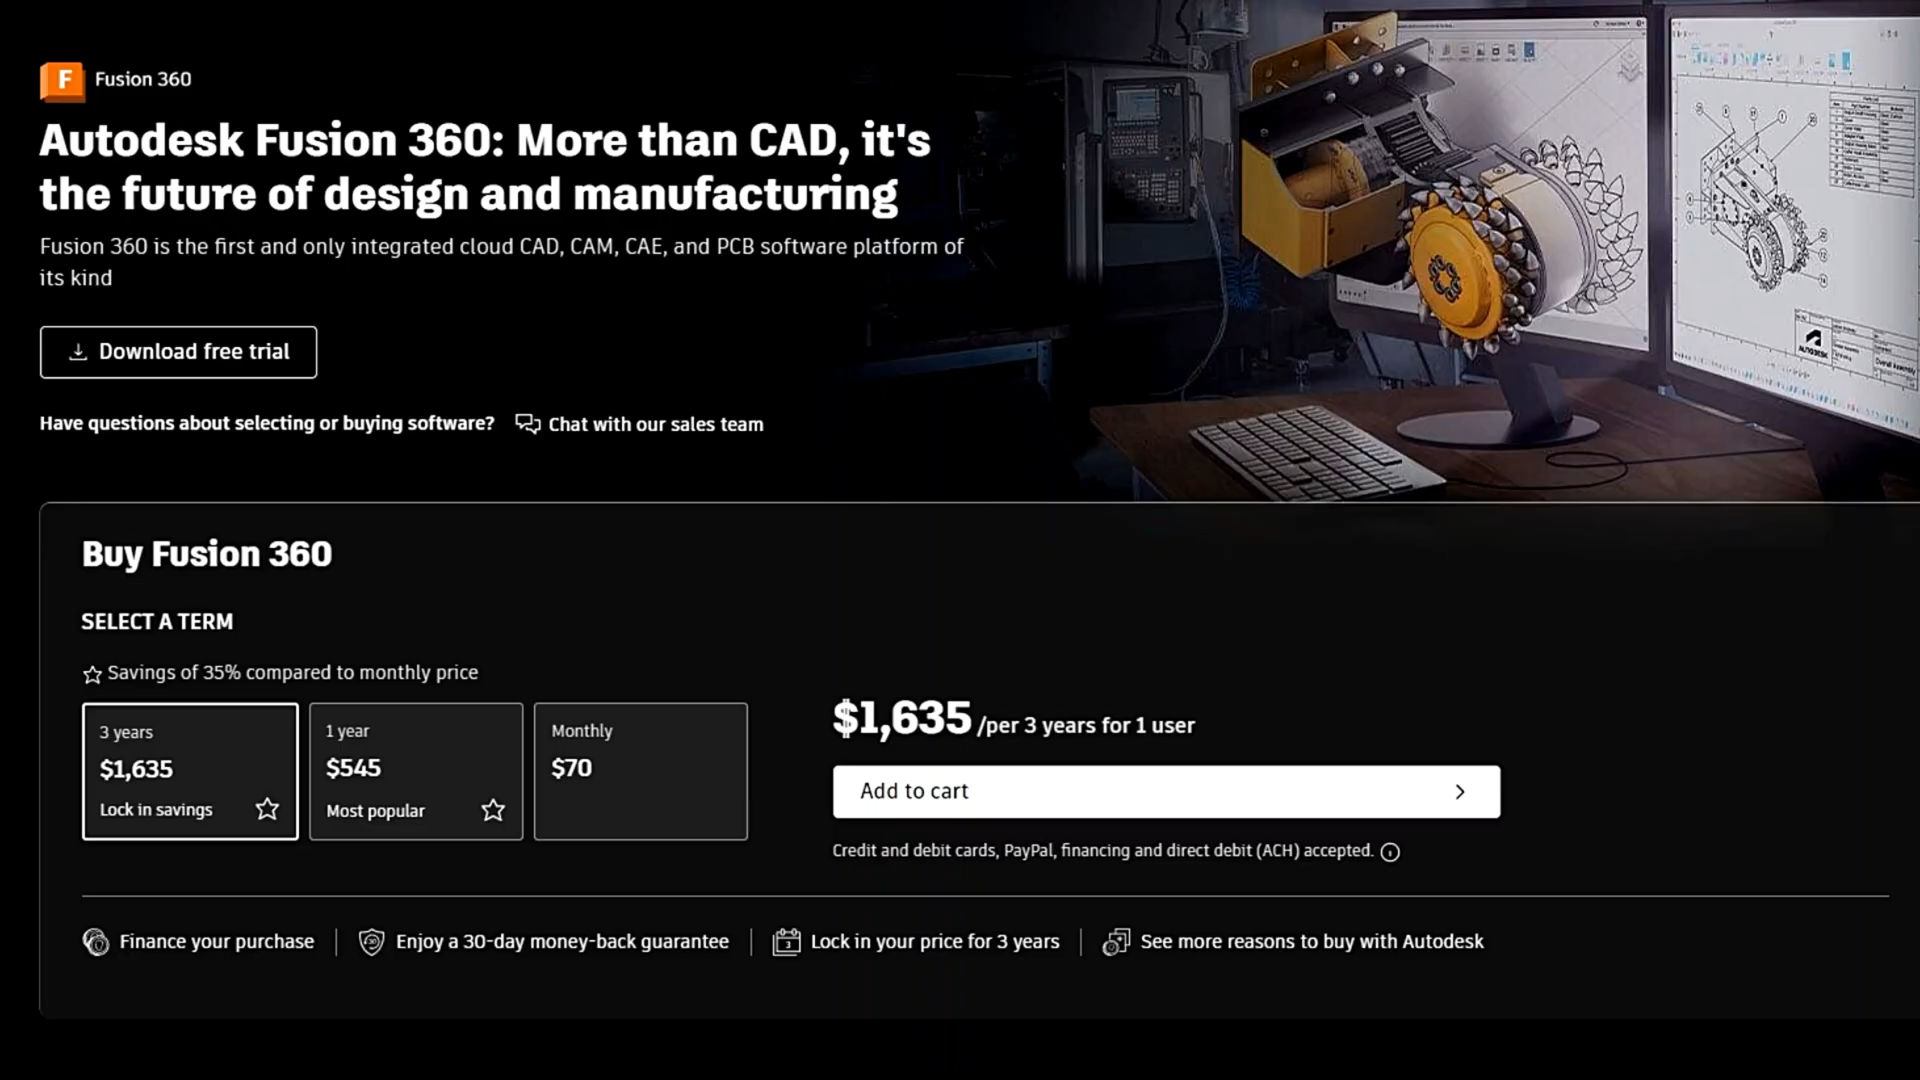 F
Fusion 360
Autodesk Fusion 360: More than CAD, it's
the future of design and manufacturing
Fusion 360 is the first and only integrated cloud CAD, CAM, CAE, and PCB software platform of
its kind
Download free trial
Have questions about selecting or buying software?
Chat with our sales team
AUTODESK
Overall Assembly
Buy Fusion 360
SELECT A TERM
Savings of 35% compared to monthly price
3 years
$1,635
Lock in savings
1 year
$545
Most popular
Monthly
$70
$1,635 /per 3 years for 1 user
Add to cart
Credit and debit cards, PayPal, financing and direct debit (ACH) accepted.
Finance your purchase
Enjoy a 30-day money-back guarantee
Lock in your price for 3 years
See more reasons to buy with Autodesk